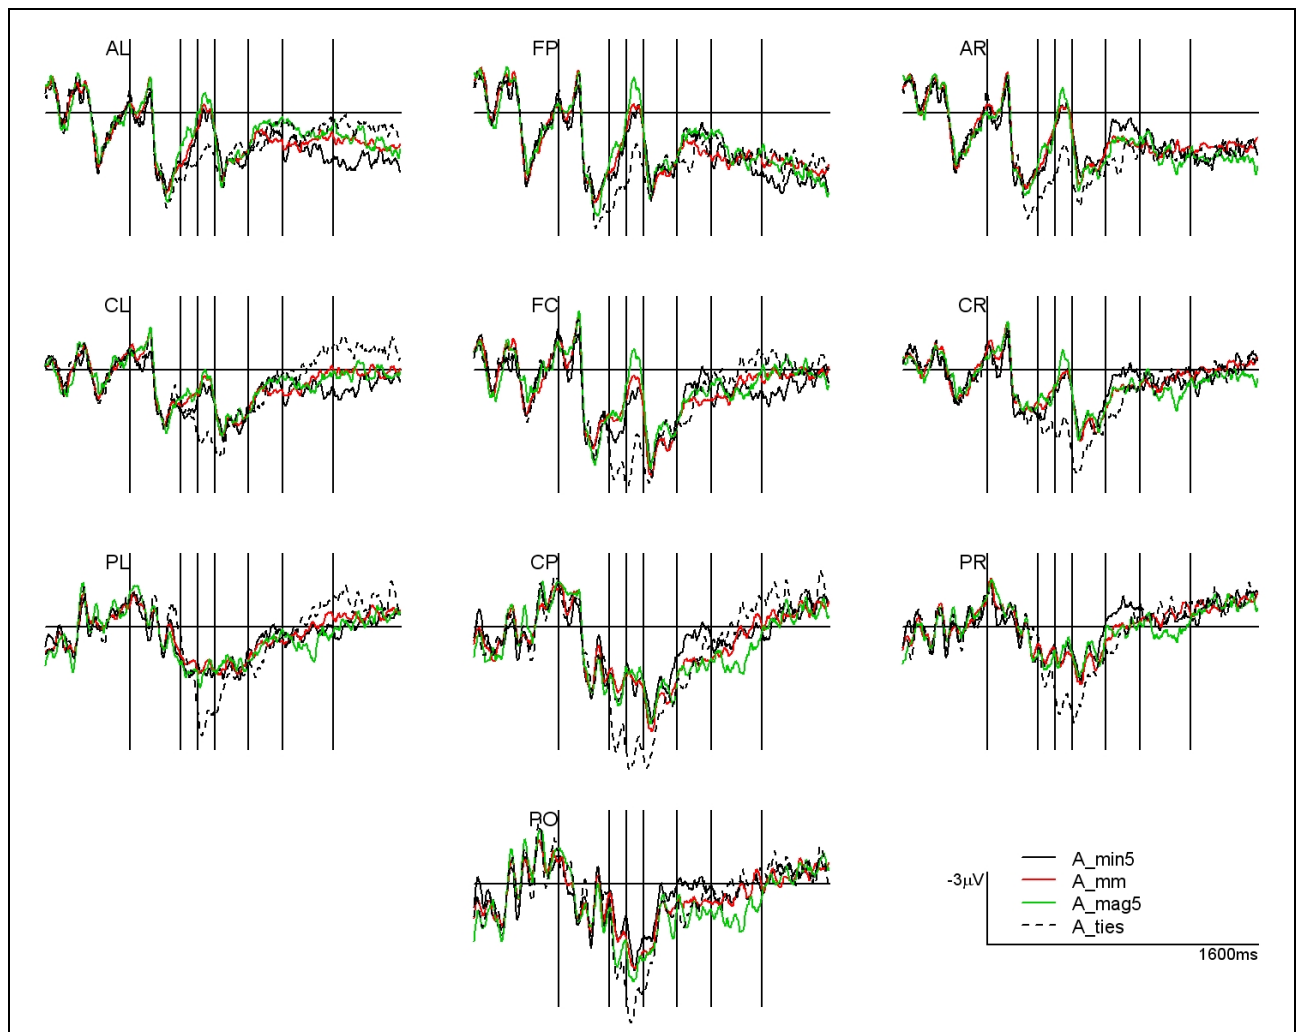 AL
FP
AR
CL
FC
CR
PL
CP
PR
PO
A_min5
-3μV
A_mm
A_mag5
A_ties
1600ms